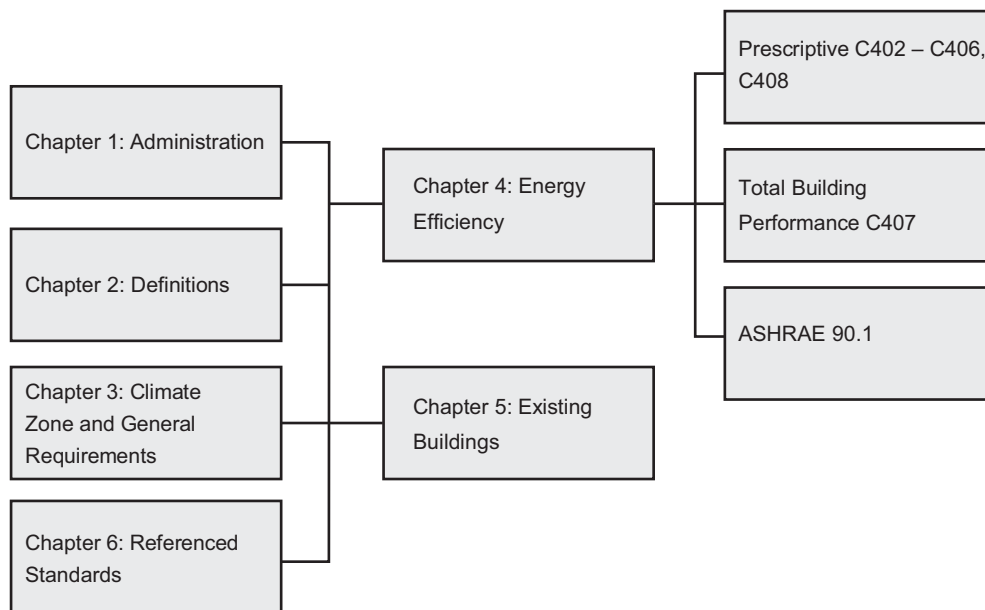 Chapter 1: Administration
Chapter 2: Definitions
Chapter 3: Climate
Zone and General
Requirements
Chapter 6: Referenced
Standards
Chapter 4: Energy
Efficiency
Chapter 5: Existing
Buildings
Prescriptive C402 – C406,
C408
Total Building
Performance C407
ASHRAE 90.1